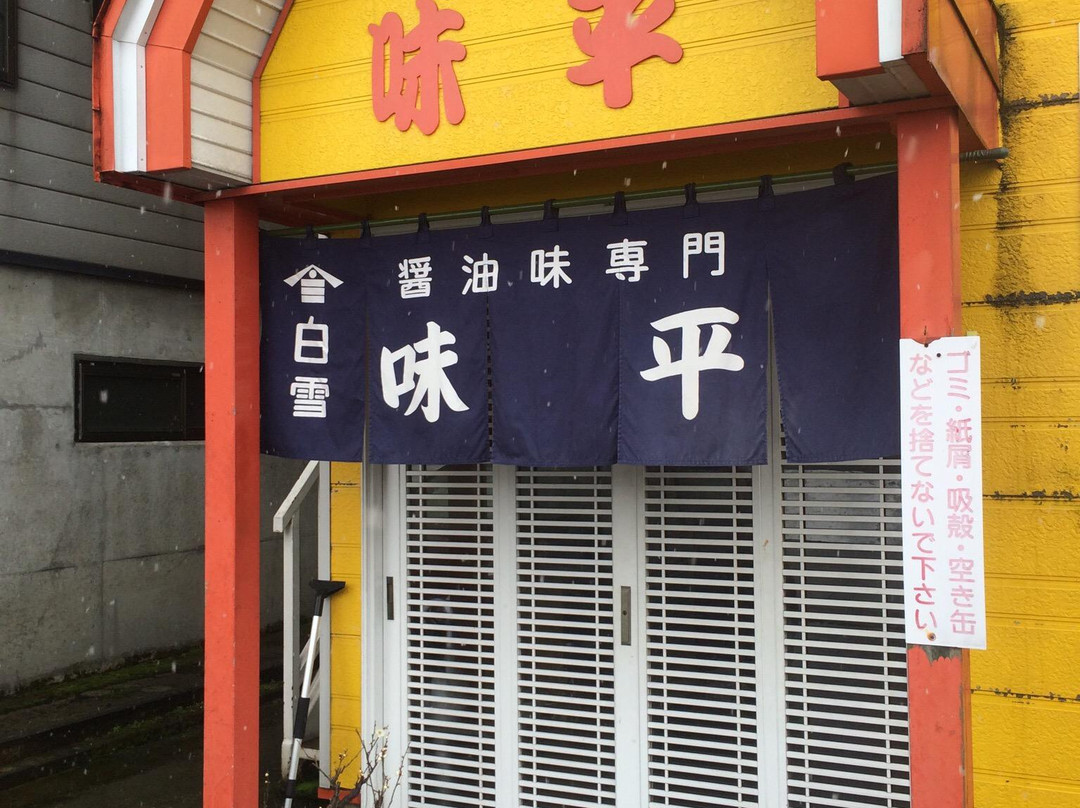 味平
醤油味専門
味平
白雪
ゴミ・紙屑・吸殻・空き缶
などを捨てないで下さい